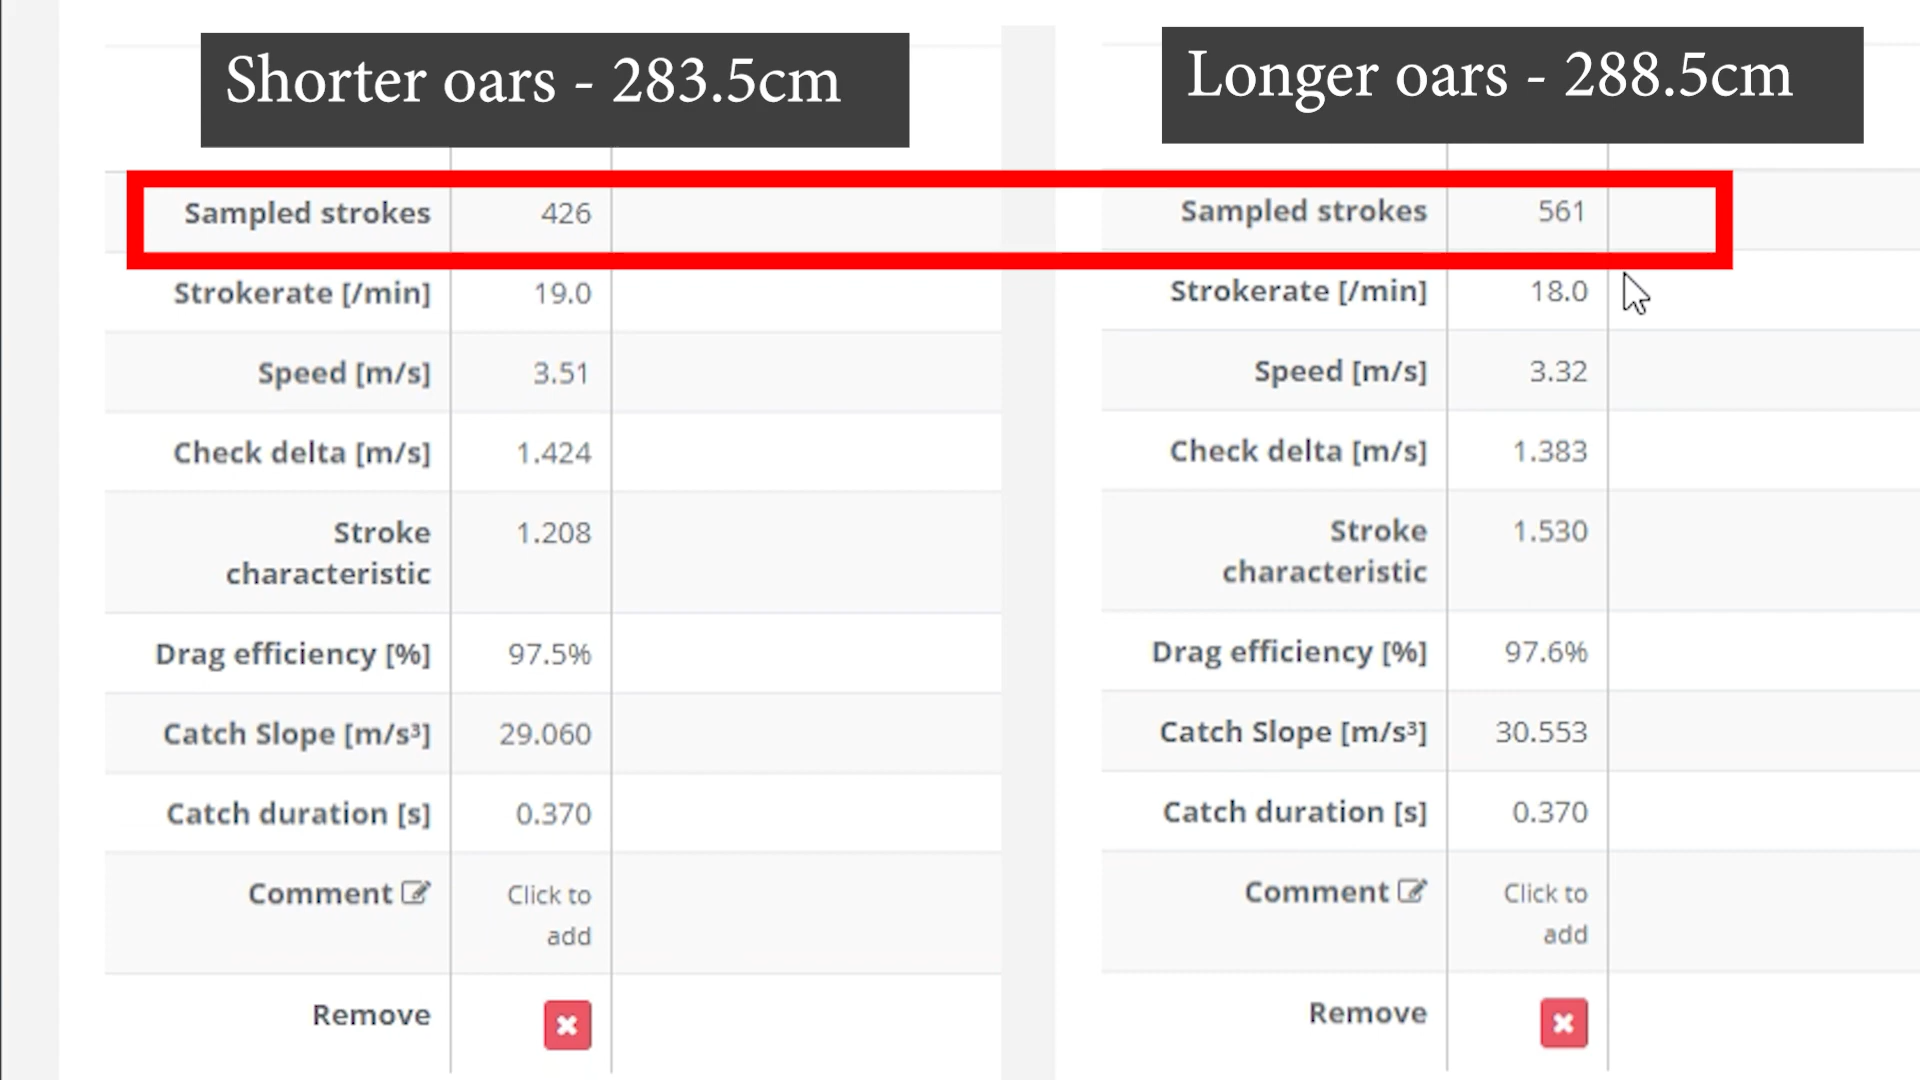 Shorter oars - 283.5cm
Sampled strokes 426
Strokerate [/min] 19.0
Speed [m/s] 3.51
Check delta [m/s] 1.424
Stroke 1.208
characteristic
Drag efficiency [%] 97.5%
Catch Slope [m/s³] 29.060
Catch duration [s] 0.370
Comment Click to
add
Remove
Longer oars - 288.5cm
Sampled strokes 561
Strokerate [/min] 18.0
Speed [m/s] 3.32
Check delta [m/s] 1.383
Stroke 1.530
characteristic
Drag efficiency [%] 97.6%
Catch Slope [m/s³] 30.553
Catch duration [s] 0.370
Comment Click to
add
Remove